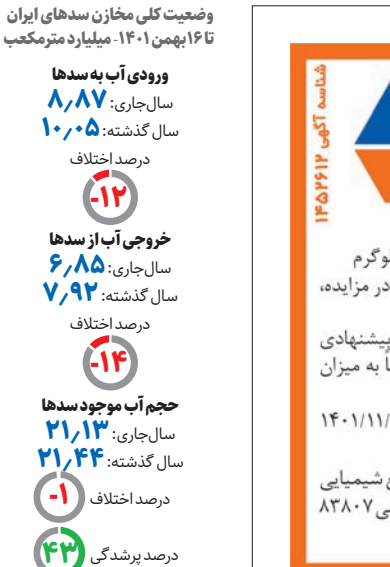 وضعیت کلی مخازن سدهای ایران
تا ۱۶بهمن ۱۴۰۱- میلیارد مترمکعب
ورودی آب به سدها
سال‌جاری: ۸٫۸۷
سال گذشته: ۱۰٫۰۵
درصد اختلاف
-۱۲
خروجی آب از سدها
سال‌جاری: ۶٫۸۵
سال گذشته: ۷٫۹۲
درصد اختلاف
-۱۴
حجم آب موجود سدها
سال‌جاری: ۲۱٫۱۳
سال گذشته: ۲۱٫۴۴
درصد اختلاف -۱
درصد پرشدگی ۴۳
شناسه آگهی ۱۴۵۲۶۱۲
در مزایده،
پیشنهادی
به میزان
۱۴۰۱/۱۱/
شیمیایی
۸۳۸۰۷